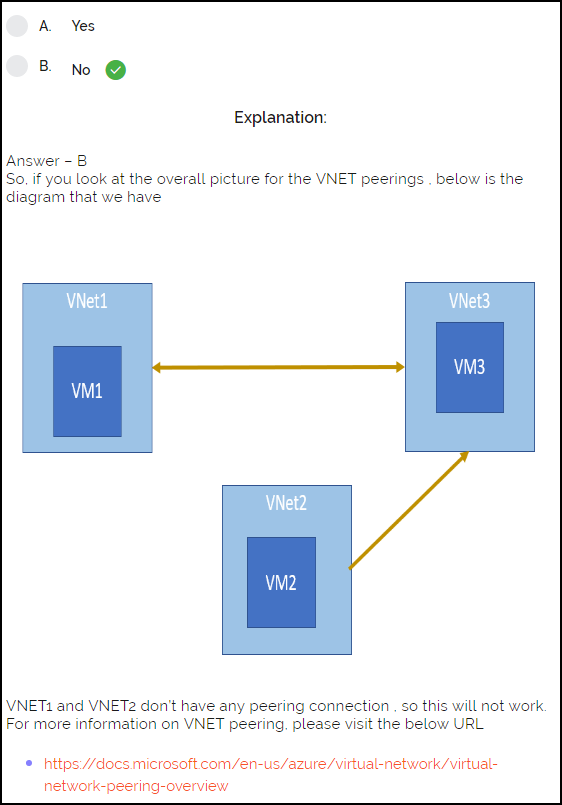 A. Yes
B. No
Explanation:
Answer – B
So, if you look at the overall picture for the VNET peerings , below is the
diagram that we have
VNet1
VNet3
VM1
VM3
VNet2
VM2
VNET1 and VNET2 don't have any peering connection , so this will not work.
For more information on VNET peering, please visit the below URL
https://docs.microsoft.com/en-us/azure/virtual-network/virtual-
network-peering-overview